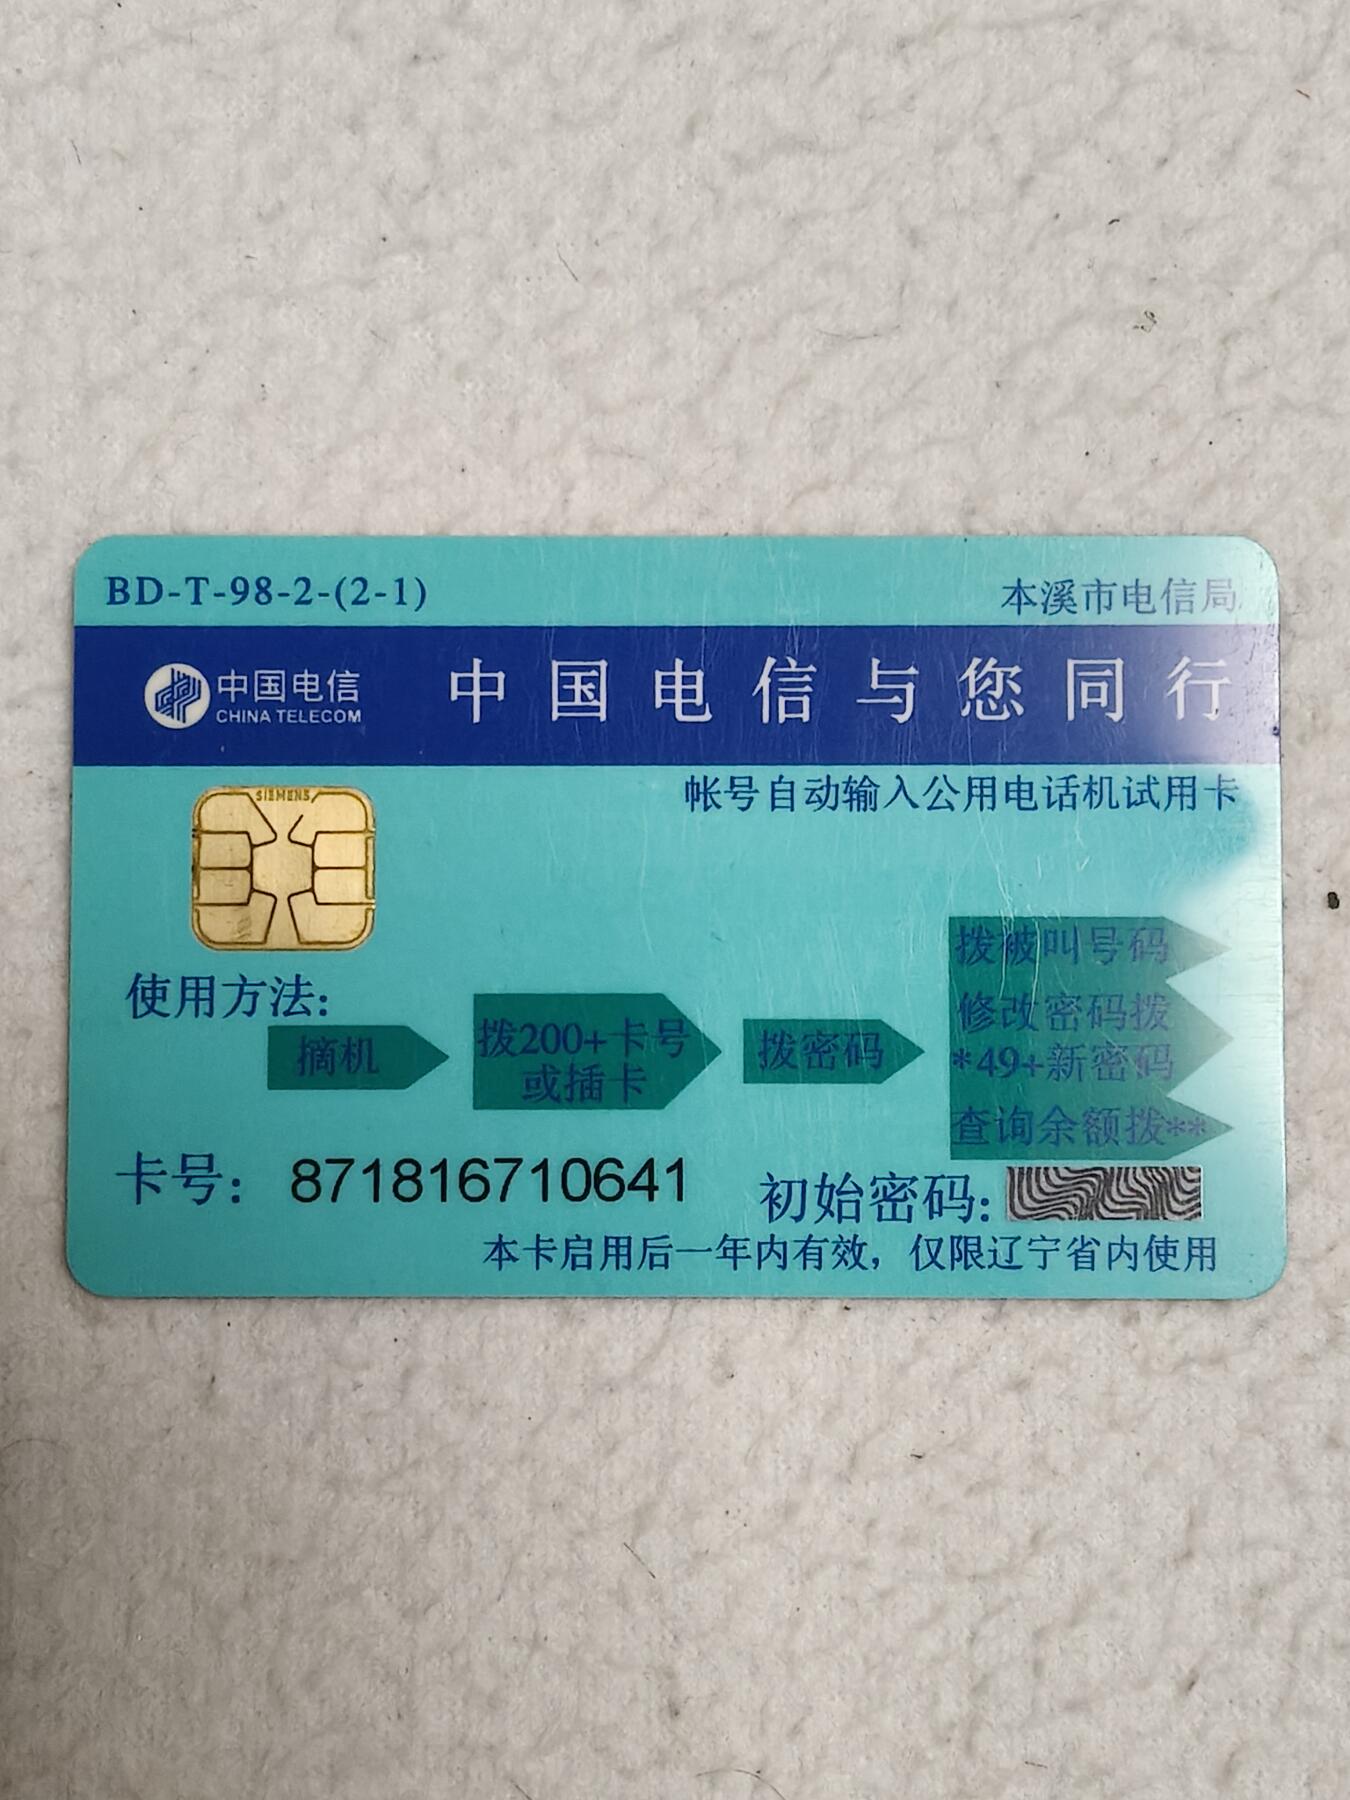 BD-T-98-2-(2-1)
本溪市电信局
中国电信
CHINA TELECOM
中国电信与您同行
帐号自动输入公用电话机试用卡
SIEMENS
使用方法:
摘机
拨200+卡号
或插卡
拨密码
拨被叫号码
修改密码拨
*49+新密码
查询余额拨**
卡号: 871816710641
初始密码:
本卡启用后一年内有效，仅限辽宁省内使用